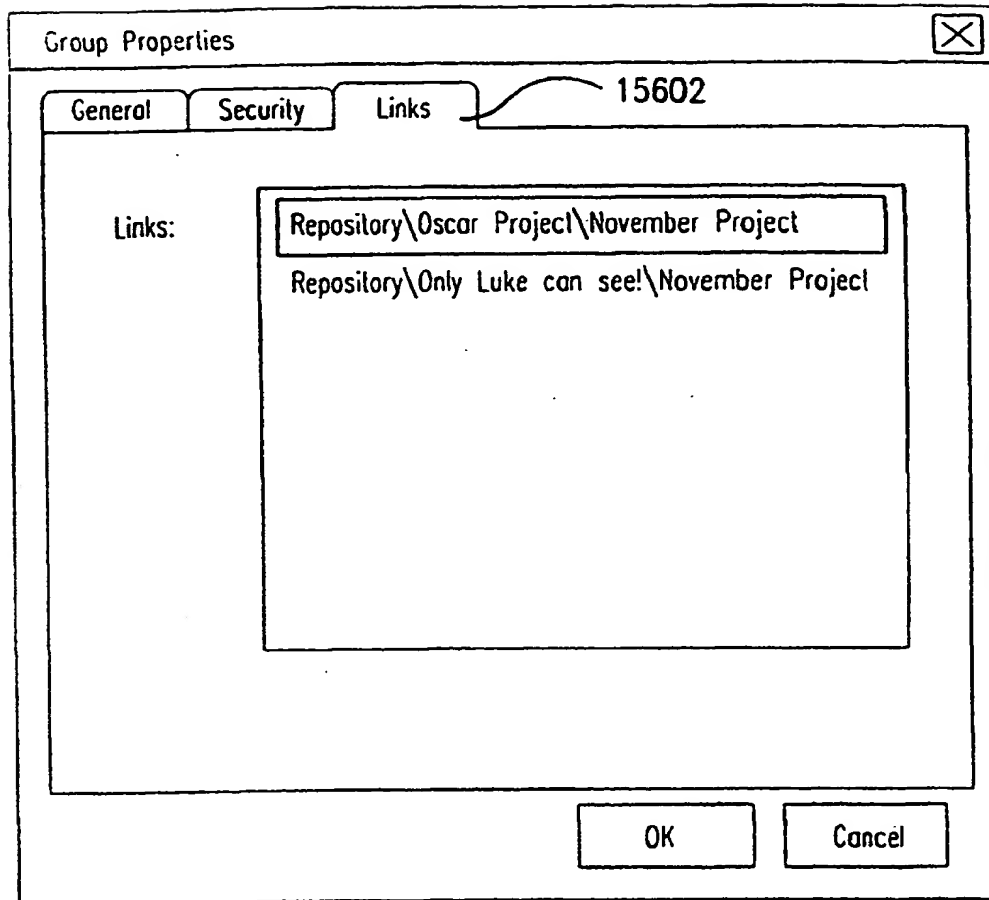 Group Properties
General Security Links 15602
Links:
Repository\Oscar Project\November Project
Repository\Only Luke can see!\November Project
OK Cancel